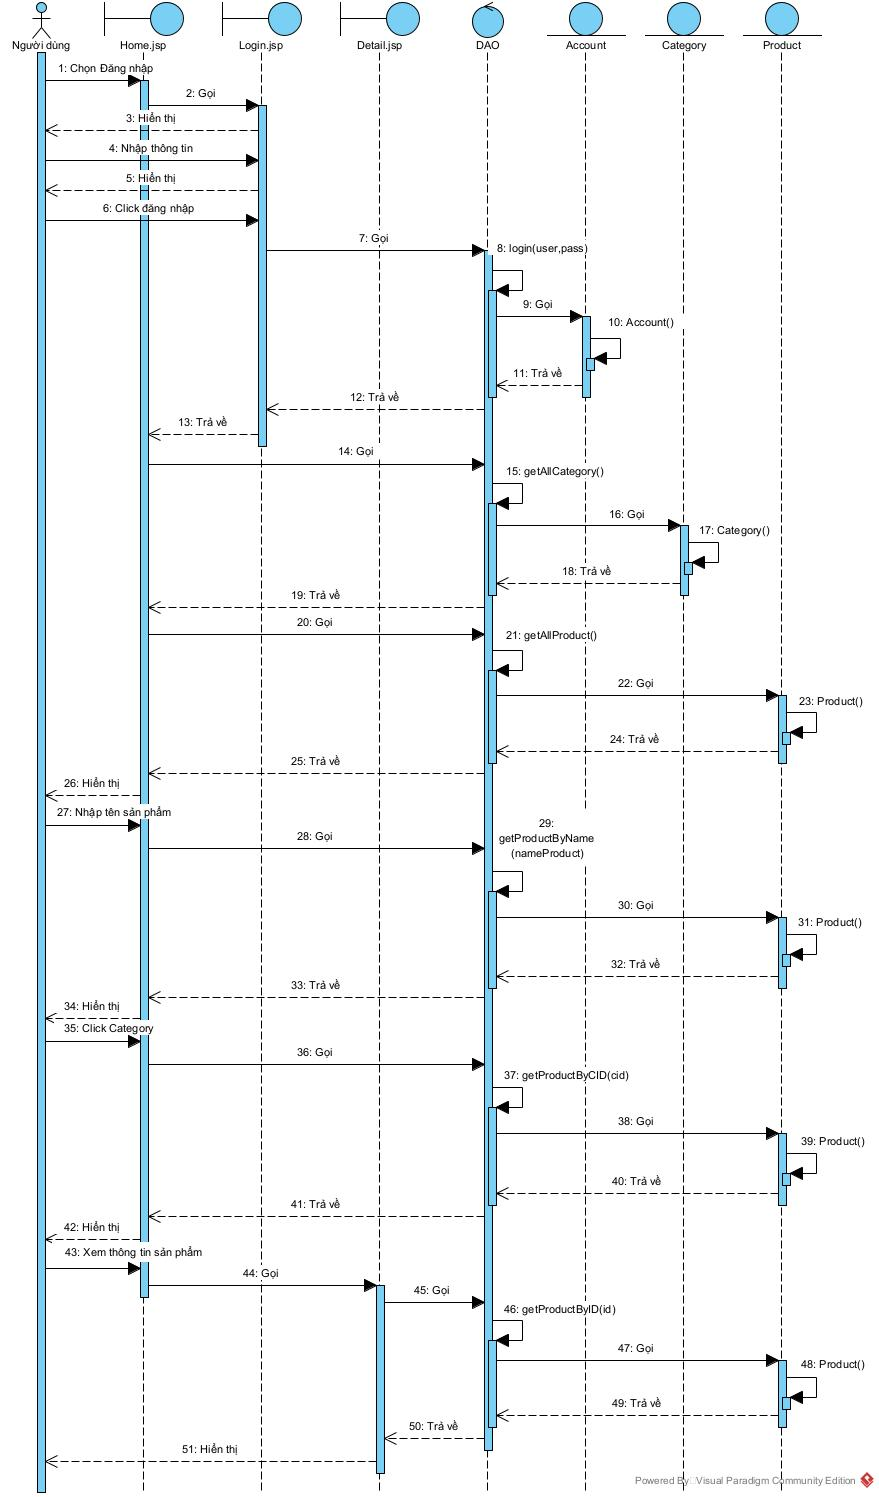 Người dùng
Home.jsp
Login.jsp
Detail.jsp
DAO
Account
Category
Product
1: Chọn Đăng nhập
2: Gọi
3: Hiển thị
4: Nhập thông tin
5: Hiển thị
6: Click đăng nhập
7: Gọi
8: login(user,pass)
9: Gọi
10: Account()
11: Trả về
12: Trả về
13: Trả về
14: Gọi
15: getAllCategory()
16: Gọi
17: Category()
18: Trả về
19: Trả về
20: Gọi
21: getAllProduct()
22: Gọi
23: Product()
24: Trả về
25: Trả về
26: Hiển thị
27: Nhập tên sản phẩm
28: Gọi
29:
getProductByName
(nameProduct)
30: Gọi
31: Product()
32: Trả về
33: Trả về
34: Hiển thị
35: Click Category
36: Gọi
37: getProductByCID(cid)
38: Gọi
39: Product()
40: Trả về
41: Trả về
42: Hiển thị
43: Xem thông tin sản phẩm
44: Gọi
45: Gọi
46: getProductByID(id)
47: Gọi
48: Product()
49: Trả về
50: Trả về
51: Hiển thị
Powered By Visual Paradigm Community Edition